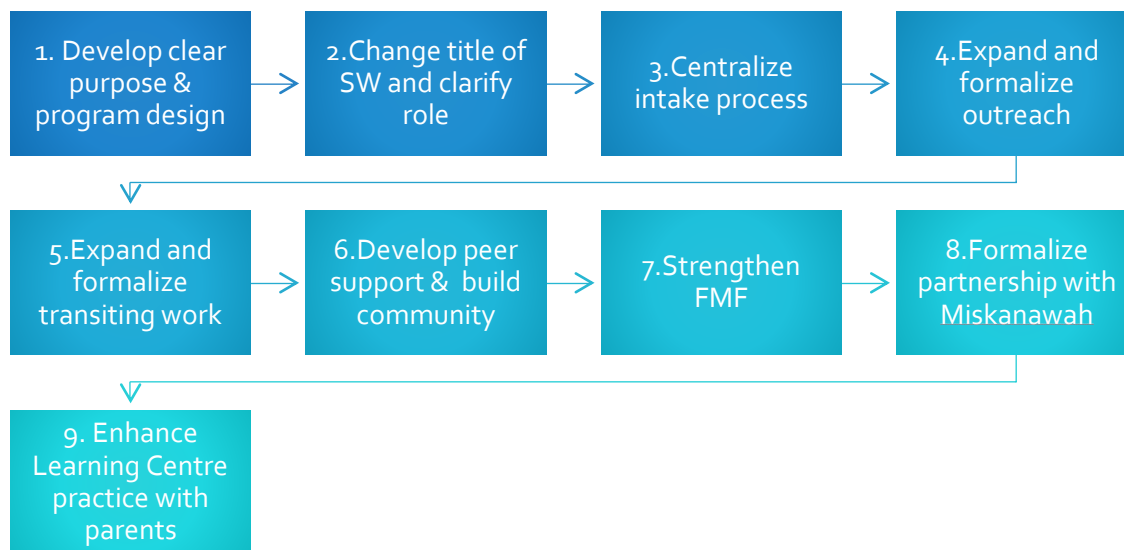 1. Develop clear
purpose &
program design
2.Change title of
SW and clarify
role
3.Centralize
intake process
4.Expand and
formalize
outreach
5.Expand and
formalize
transiting work
6.Develop peer
support & build
community
7.Strengthen
FMF
8.Formalize
partnership with
Miskanawah
9. Enhance
Learning Centre
practice with
parents